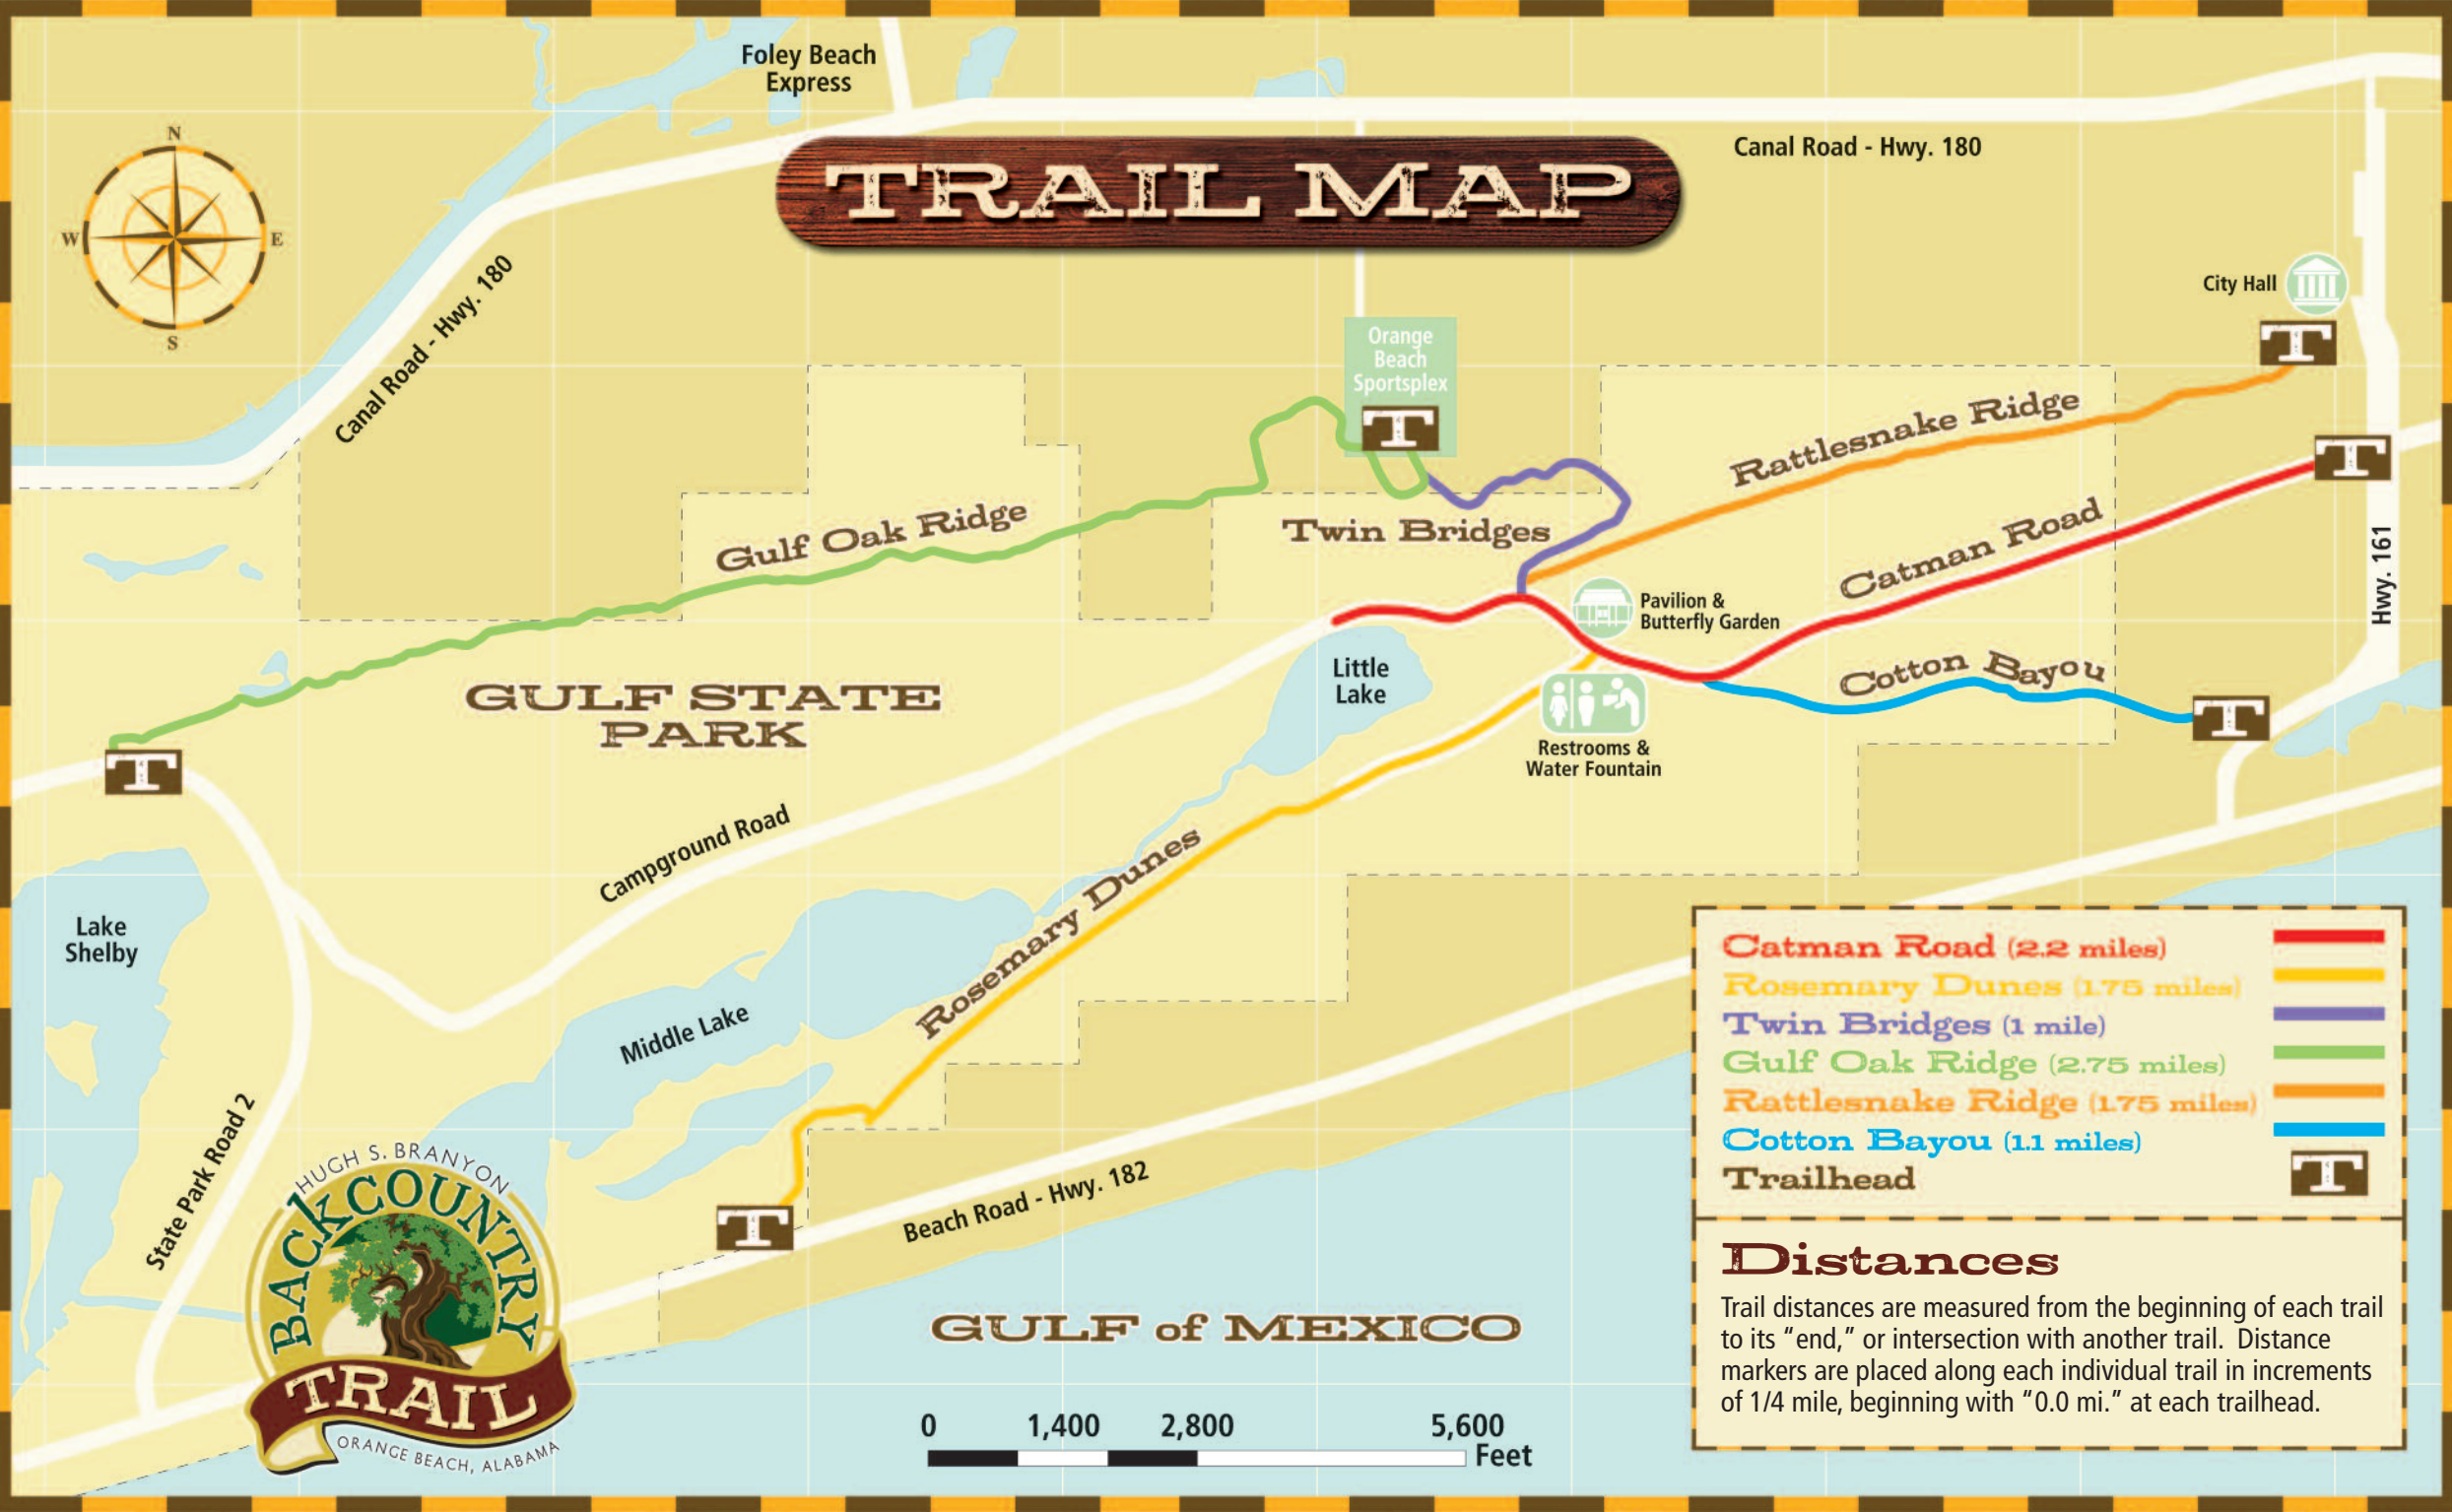 Foley Beach
Express
TRAIL MAP
Canal Road - Hwy. 180
N
W
E
S
Canal Road - Hwy. 180
City Hall
T
Orange
Beach
Sportsplex
T
Rattlesnake Ridge
T
Gulf Oak Ridge
Twin Bridges
Catman Road
Hwy. 161
Pavilion &
Butterfly Garden
Little
Lake
Cotton Bayou
T
GULF STATE
PARK
T
Restrooms &
Water Fountain
Campground Road
Rosemary Dunes
Lake
Shelby
Middle Lake
State Park Road 2
T
Beach Road - Hwy. 182
HUGH S. BRANYON
BACKCOUNTRY
TRAIL
ORANGE BEACH, ALABAMA
GULF of MEXICO
0 1,400 2,800 5,600
Feet
Catman Road (2.2 miles)
Rosemary Dunes (1.75 miles)
Twin Bridges (1 mile)
Gulf Oak Ridge (2.75 miles)
Rattlesnake Ridge (1.75 miles)
Cotton Bayou (1.1 miles)
Trailhead T
Distances
Trail distances are measured from the beginning of each trail
to its “end,” or intersection with another trail.  Distance
markers are placed along each individual trail in increments
of 1/4 mile, beginning with “0.0 mi.” at each trailhead.